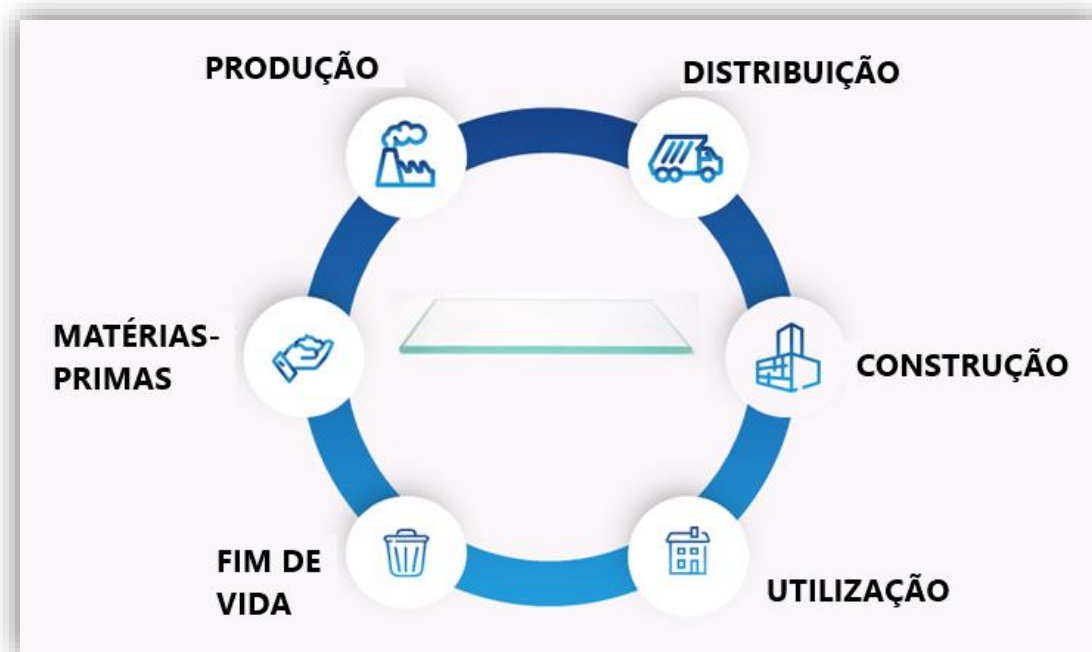 PRODUÇÃO
DISTRIBUIÇÃO
MATÉRIAS-
PRIMAS
CONSTRUÇÃO
FIM DE
VIDA
UTILIZAÇÃO